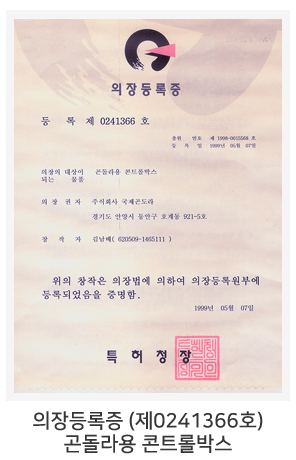 의장등록증
등 록 제 0241366 호
출원 번호 제 1998-0015568 호
등 록 일 1999년 05월 07일
의장의 대상이 곤돌라용 콘트롤박스
되는 물품
의 장 권 자 주식회사 국제곤도라
경기도 안양시 동안구 호계동 921-5호
창 작 자 김남배( 620509-1465111 )
위의 창작은 의장법에 의하여 의장등록원부에
등록되었음을 증명함.
1999년 05월 07일
특허청장
의장등록증 (제0241366호)
곤돌라용 콘트롤박스